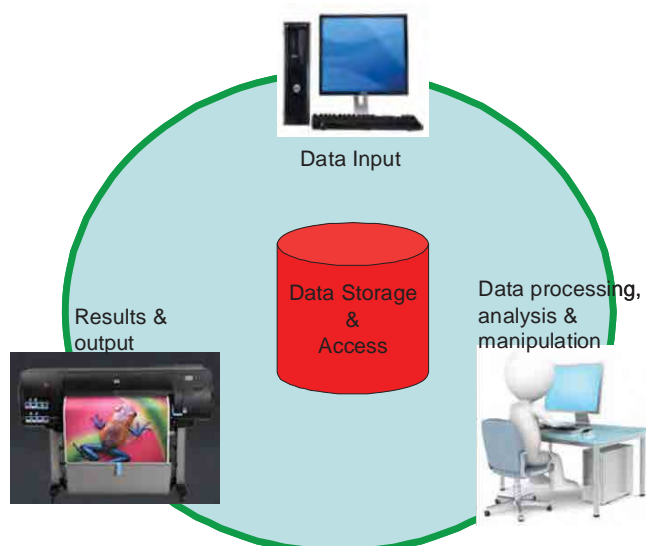 Data Input
Data Storage
&
Access
Data processing,
analysis &
manipulation
Results &
output